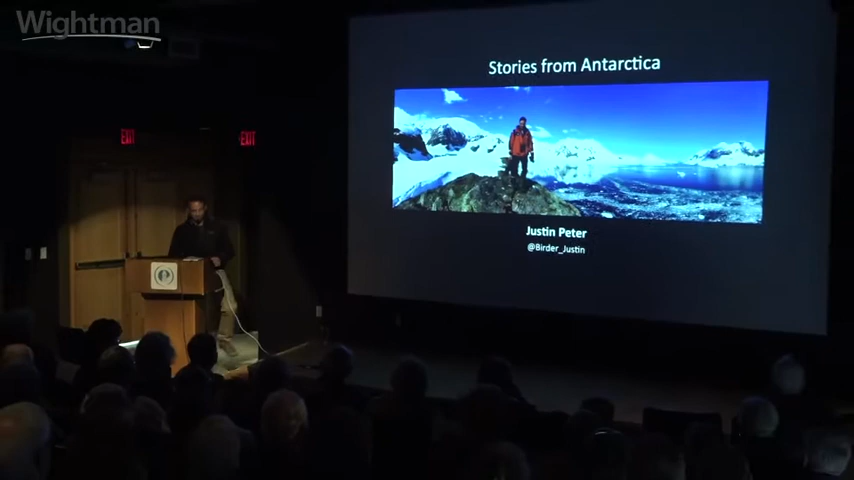 Wightman
Stories from Antarctica
EXIT
EXIT
Justin Peter
@Birder_Justin